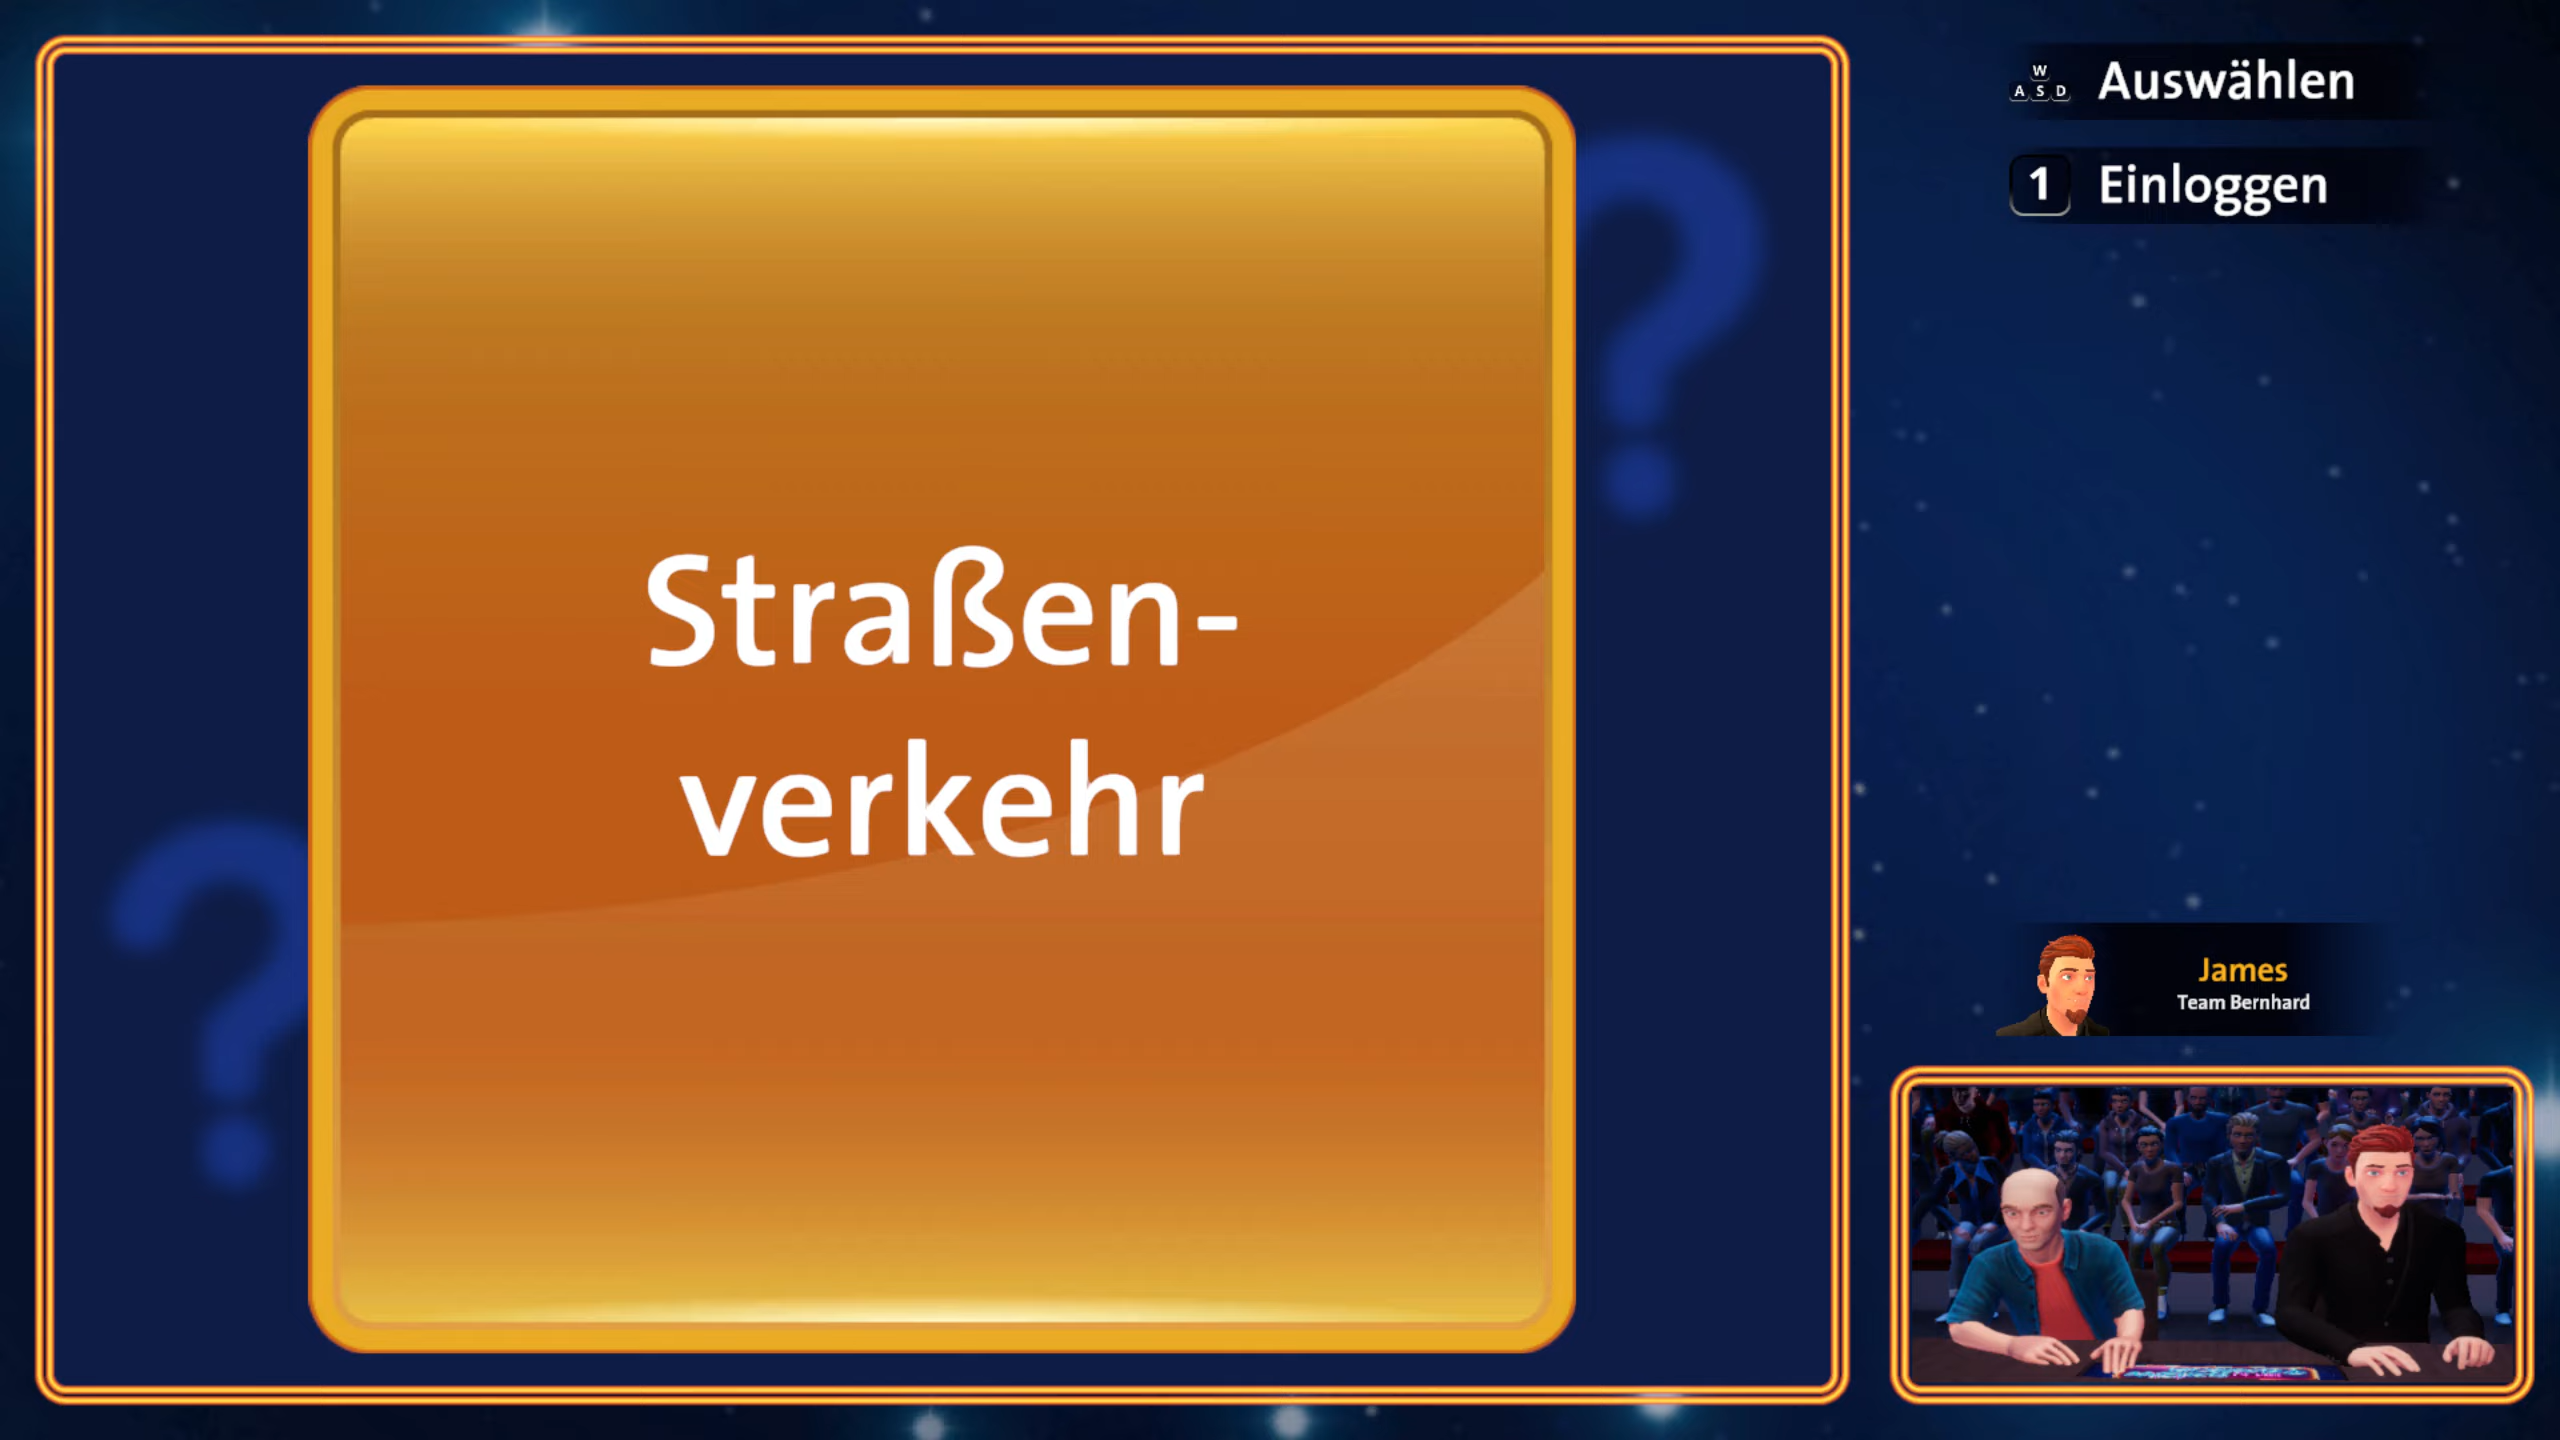 Straßen-
verkehr
W
A S D
Auswählen
1
Einloggen
James
Team Bernhard